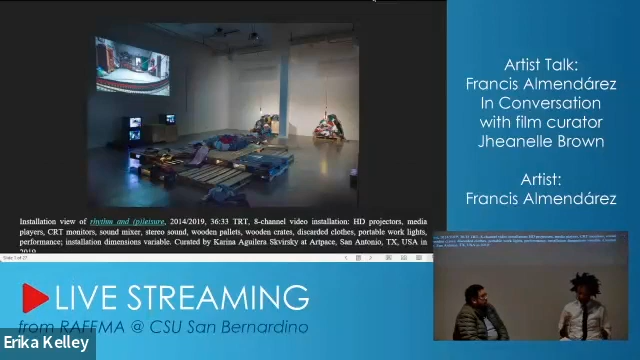 Artist Talk:
Francis Almendárez
In Conversation
with film curator
Jheanelle Brown
Artist:
Francis Almendárez
Installation view of rhythm and (p)leisure, 2014/2019, 36:33 TRT, 8-channel video installation: HD projectors, media
players, CRT monitors, sound mixer, stereo sound, wooden pallets, wooden crates, discarded clothes, portable work lights,
performance; installation dimensions variable. Curated by Karina Aguilera Skvirsky at Artpace, San Antonio, TX, USA in
2019.
LIVE STREAMING
from RAFFMA @ CSU San Bernardino
Erika Kelley